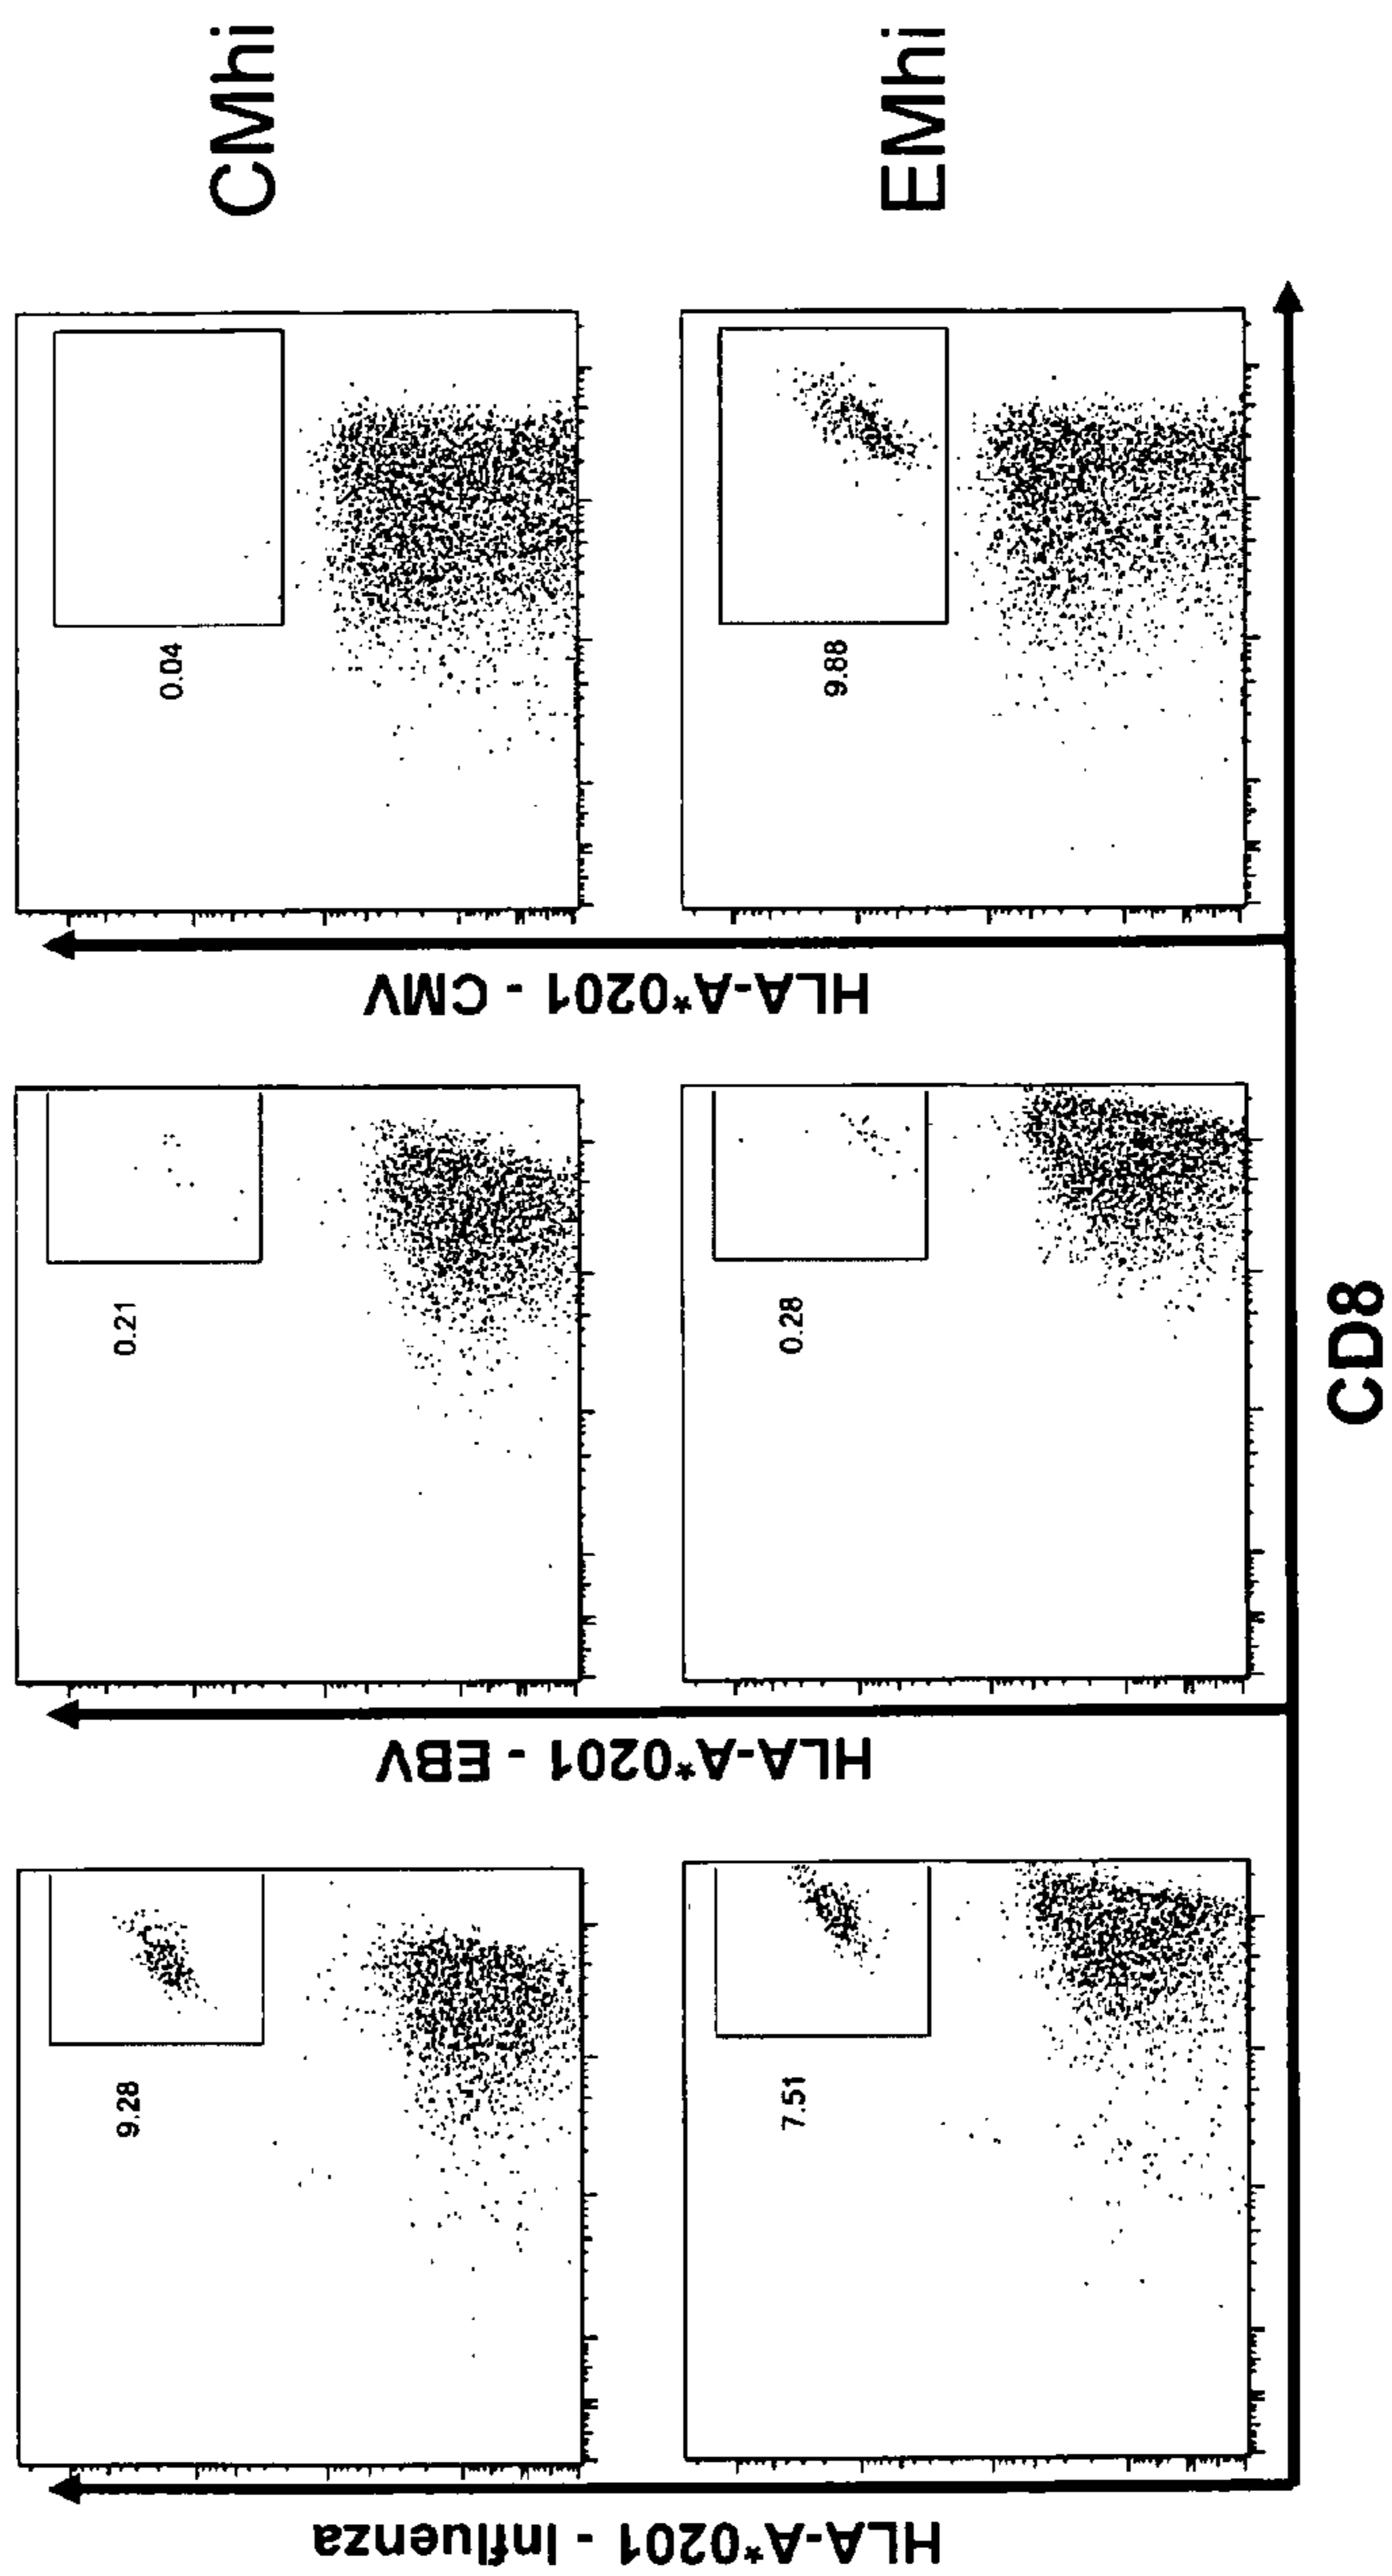 HLA-A*0201 - Influenza
9.28
7.51
HLA-A*0201 - EBV
0.21
0.28
HLA-A*0201 - CMV
0.04
9.88
CMhi
EMhi
CD8